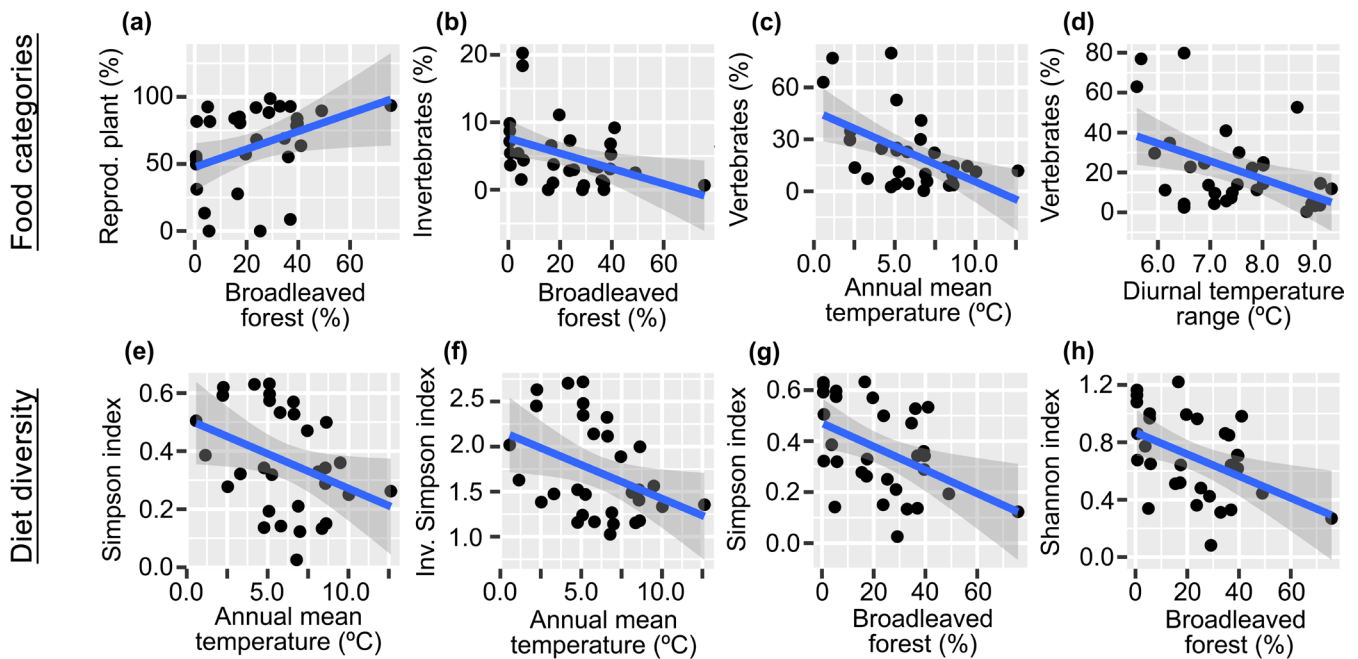 Food categories
(a)
Reprod. plant (%)
100
50
0
0
20
40
60
Broadleaved
forest (%)
(b)
Invertebrates (%)
20
10
0
0
20
40
60
Broadleaved
forest (%)
(c)
Vertebrates (%)
60
30
0
0.0
5.0
10.0
Annual mean
temperature (ºC)
(d)
Vertebrates (%)
80
60
40
20
0
6.0
7.0
8.0
9.0
Diurnal temperature
range (ºC)
Diet diversity
(e)
Simpson index
0.6
0.4
0.2
0.0
0.0
5.0
10.0
Annual mean
temperature (ºC)
(f)
Inv. Simpson index
2.5
2.0
1.5
1.0
0.0
5.0
10.0
Annual mean
temperature (ºC)
(g)
Simpson index
0.6
0.4
0.2
0.0
0
20
40
60
Broadleaved
forest (%)
(h)
Shannon index
1.2
0.8
0.4
0.0
0
20
40
60
Broadleaved
forest (%)